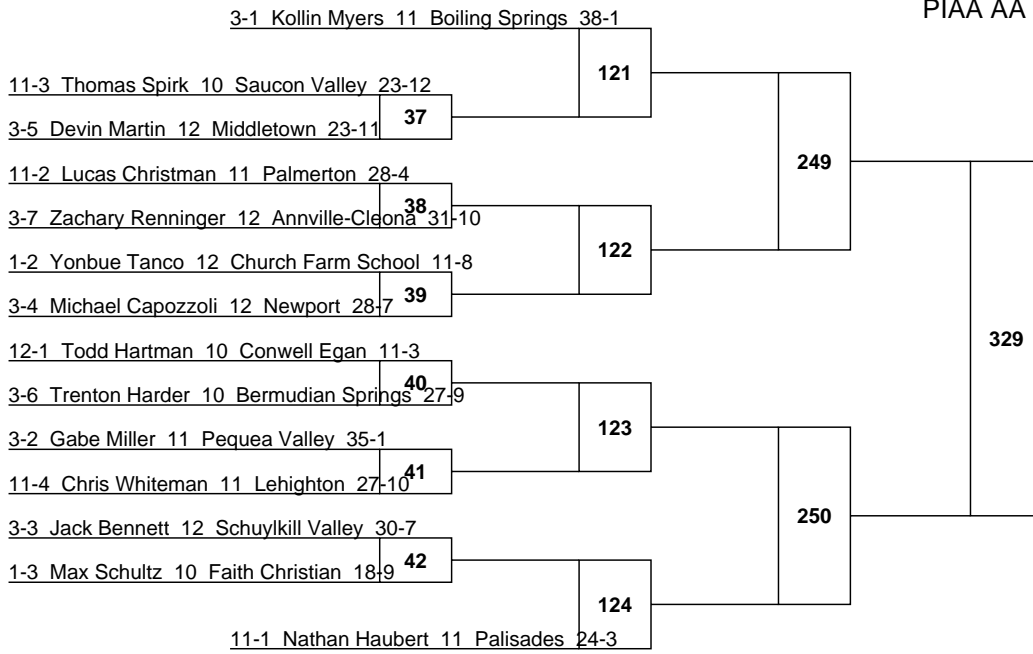 PIAA AA
3-1 Kollin Myers 11 Boiling Springs 38-1
121
11-3 Thomas Spirk 10 Saucon Valley 23-12
37
3-5 Devin Martin 12 Middletown 23-11
249
11-2 Lucas Christman 11 Palmerton 28-4
38
3-7 Zachary Renninger 12 Annville-Cleona 31-10
122
1-2 Yonbue Tanco 12 Church Farm School 11-8
39
3-4 Michael Capozzoli 12 Newport 28-7
329
12-1 Todd Hartman 10 Conwell Egan 11-3
40
3-6 Trenton Harder 10 Bermudian Springs 27-9
123
3-2 Gabe Miller 11 Pequea Valley 35-1
41
11-4 Chris Whiteman 11 Lehighton 27-10
250
3-3 Jack Bennett 12 Schuylkill Valley 30-7
42
1-3 Max Schultz 10 Faith Christian 18-9
124
11-1 Nathan Haubert 11 Palisades 24-3